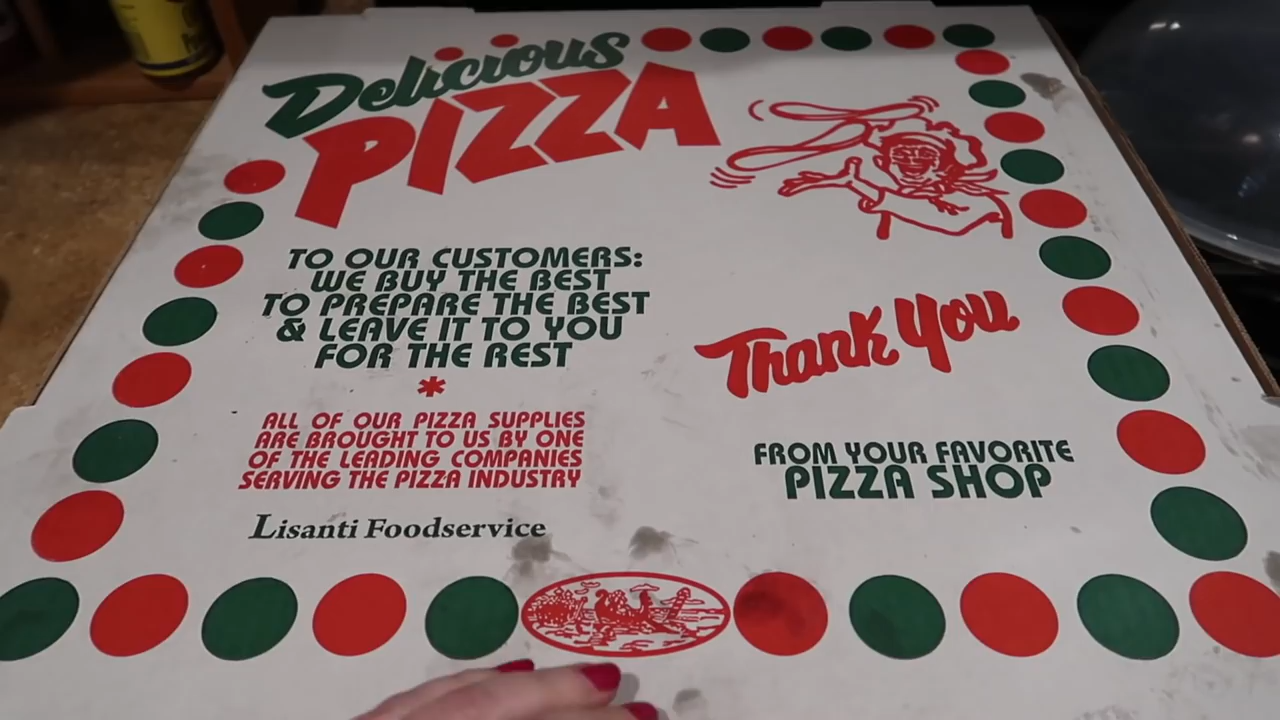 Delicious
PIZZA
TO OUR CUSTOMERS:
WE BUY THE BEST
TO PREPARE THE BEST
& LEAVE IT TO YOU
FOR THE REST
*
ALL OF OUR PIZZA SUPPLIES
ARE BROUGHT TO US BY ONE
OF THE LEADING COMPANIES
SERVING THE PIZZA INDUSTRY
Lisanti Foodservice
Thank You
FROM YOUR FAVORITE
PIZZA SHOP